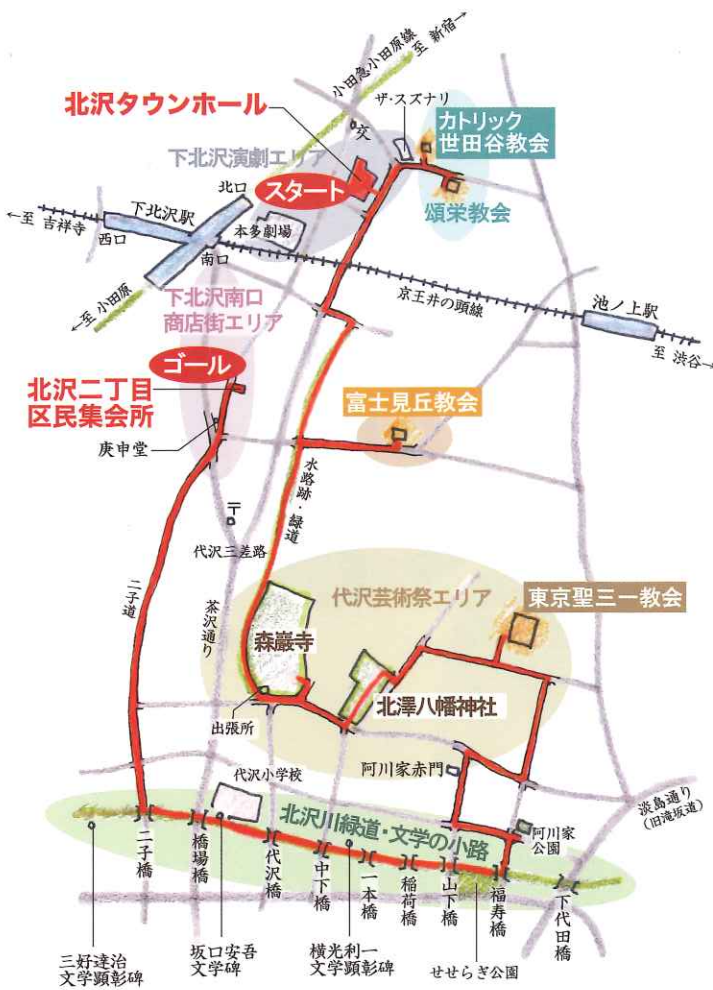 小田急小田原線
至 新宿→
北沢タウンホール
ザ・スズナリ
カトリック
世田谷教会
交
下北沢演劇エリア
スタート
頌栄教会
北口
下北沢駅
←至 吉祥寺
西口
本多劇場
南口
京王井の頭線
池ノ上駅
至 渋谷→
←至 小田原
下北沢南口
商店街エリア
ゴール
北沢二丁目
区民集会所
富士見丘教会
庚申堂
水路跡・緑道
〒
代沢三差路
二子道
茶沢通り
代沢芸術祭エリア
東京聖三一教会
森巌寺
北澤八幡神社
出張所
阿川家赤門
代沢小学校
淡島通り
(旧滝坂道)
北沢川緑道・文学の小路
阿川家
公園
二子橋
橋場橋
代沢橋
中下橋
一本橋
稲荷橋
山下橋
福寿橋
下代田橋
三好達治
文学顕彰碑
坂口安吾
文学碑
横光利一
文学顕彰碑
せせらぎ公園